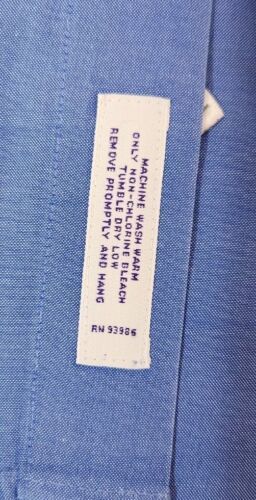 MACHINE WASH WARM
ONLY NON-CHLORINE BLEACH
TUMBLE DRY LOW
REMOVE PROMPTLY AND HANG
RN 93986